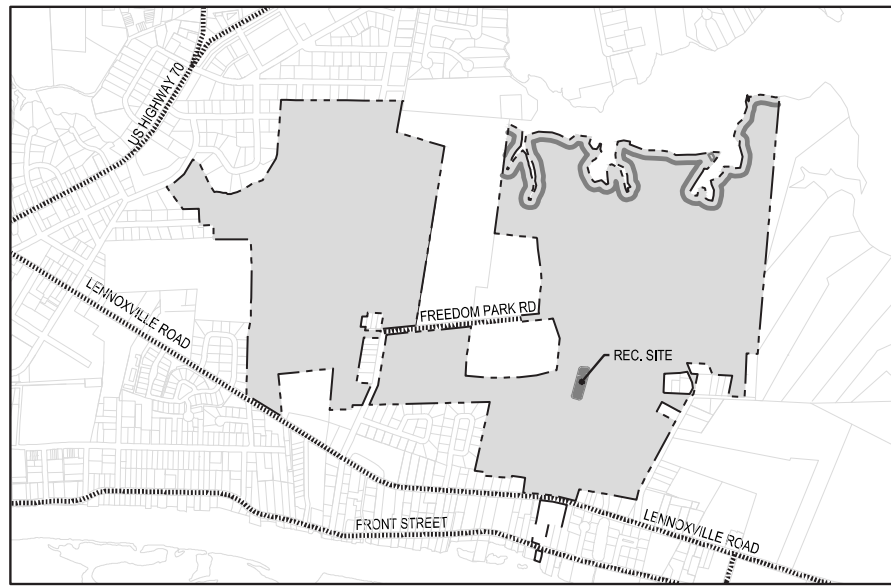 US HIGHWAY 70
LENNOXVILLE ROAD
FREEDOM PARK RD
REC. SITE
FRONT STREET
LENNOXVILLE ROAD